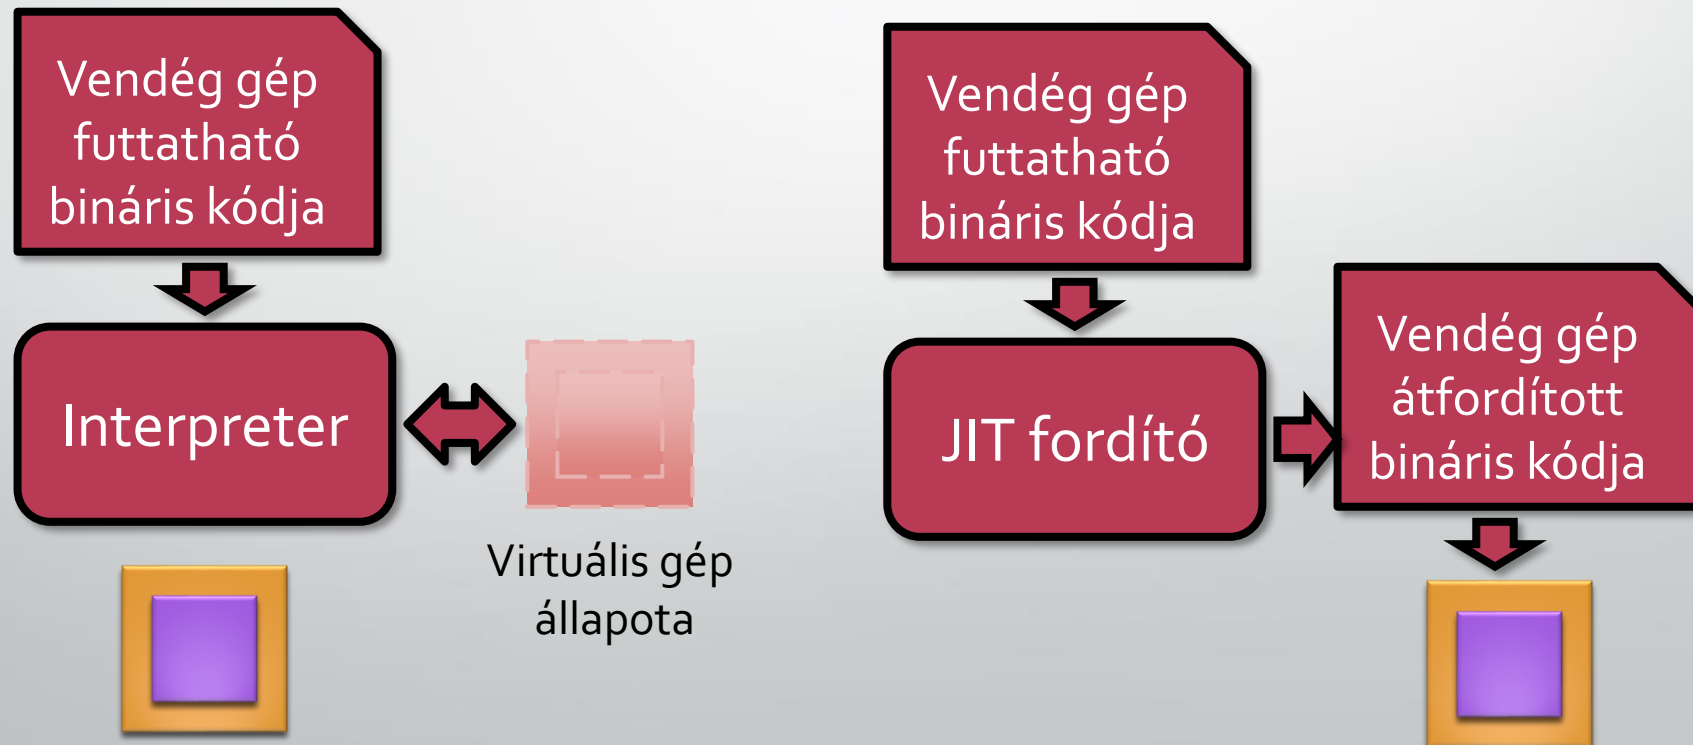 Vendég gép
futtatható
bináris kódja
Interpreter
Virtuális gép
állapota
Vendég gép
futtatható
bináris kódja
JIT fordító
Vendég gép
átfordított
bináris kódja